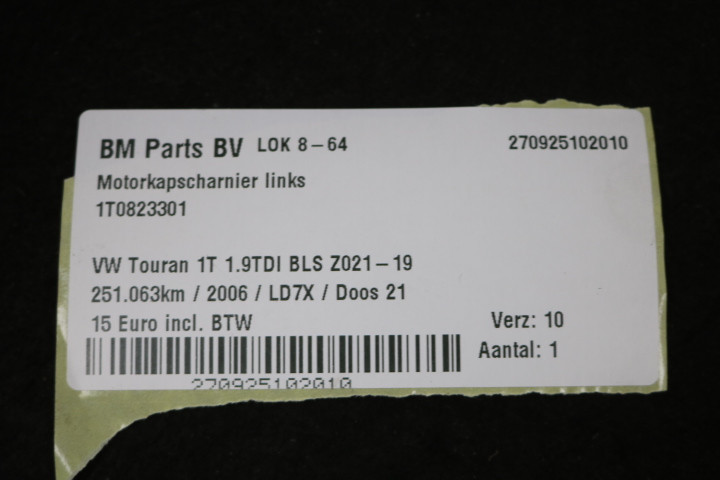 BM Parts BV LOK 8-64 270925102010
Motorkapscharnier links
1T0823301
VW Touran 1T 1.9TDI BLS Z021-19
251.063km / 2006 / LD7X / Doos 21
15 Euro incl. BTW Verz: 10
Aantal: 1
270925102010